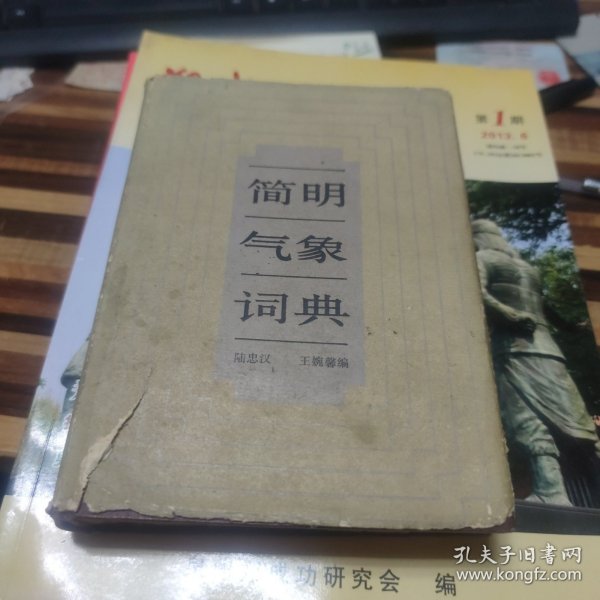 第1期
2013.6
简明
气象
词典
陆忠汉 王婉馨编
成功研究会 编
孔夫子旧书网
www.kongfz.com